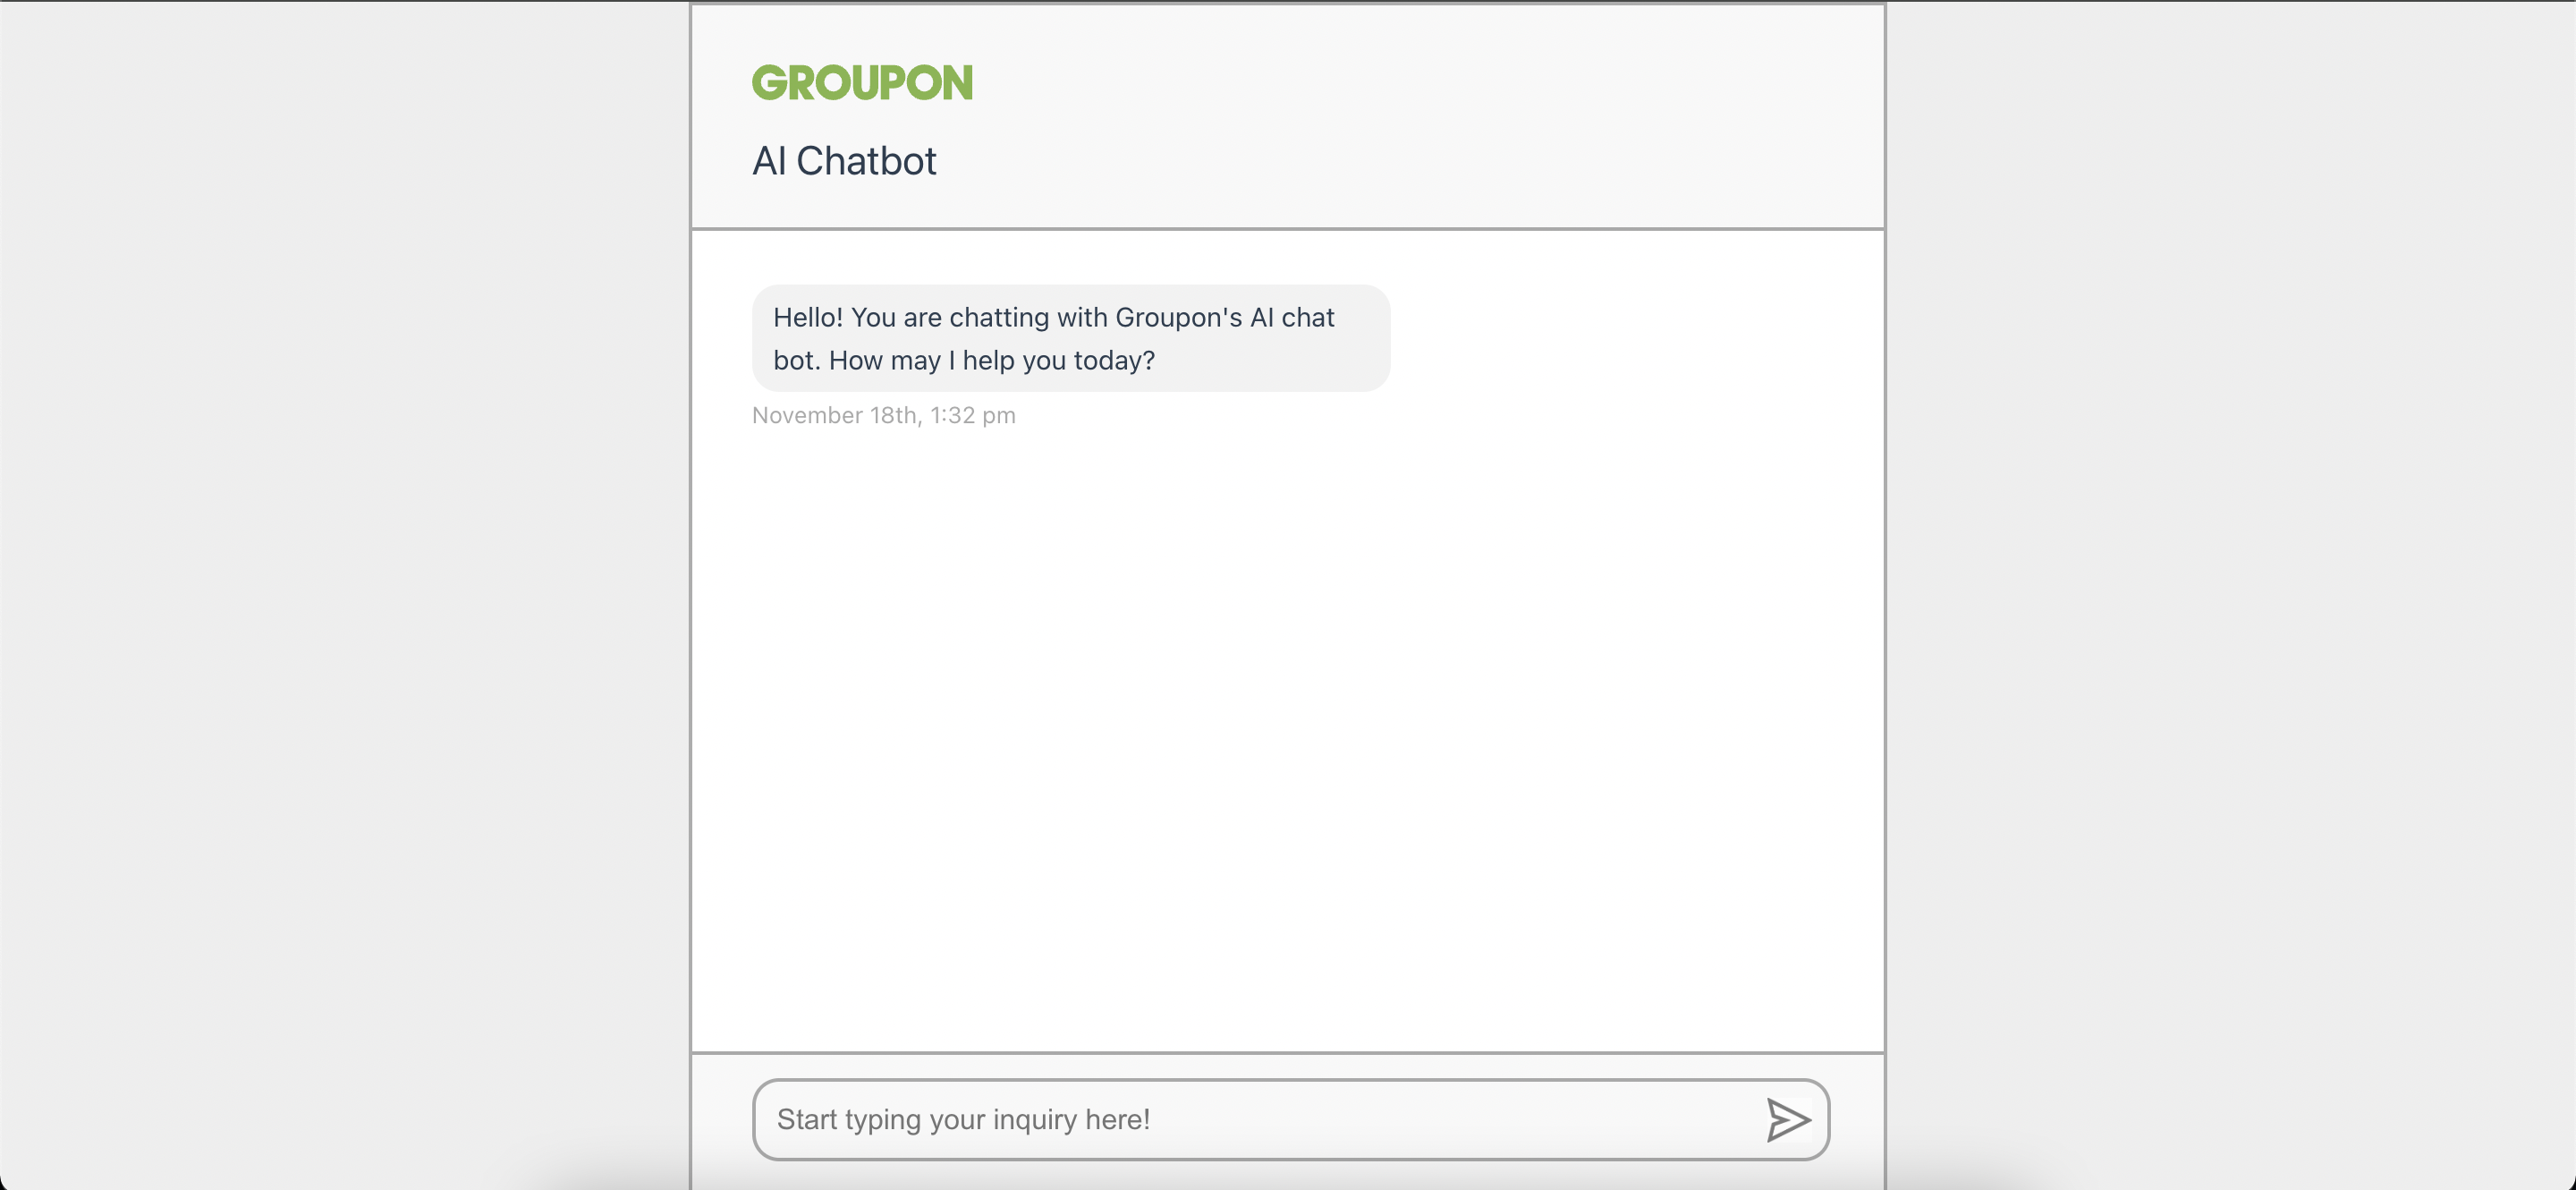 GROUPON
AI Chatbot
Hello! You are chatting with Groupon's AI chat
bot. How may I help you today?
November 18th, 1:32 pm
Start typing your inquiry here!